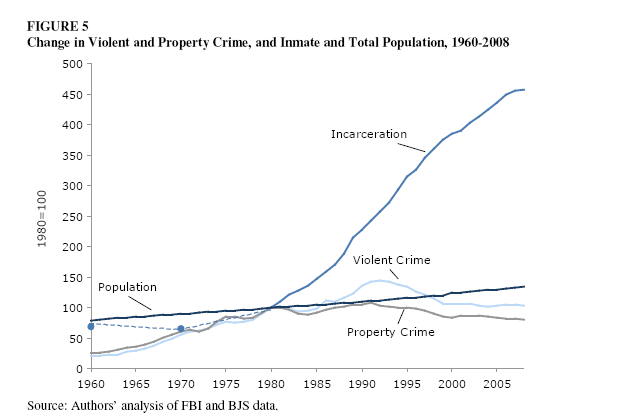 FIGURE 5
Change in Violent and Property Crime, and Inmate and Total Population, 1960-2008
500
450
400
350
300
250
200
150
100
50
0
1980=100
Incarceration
Violent Crime
Population
Property Crime
1960 1965 1970 1975 1980 1985 1990 1995 2000 2005
Source: Authors' analysis of FBI and BJS data.